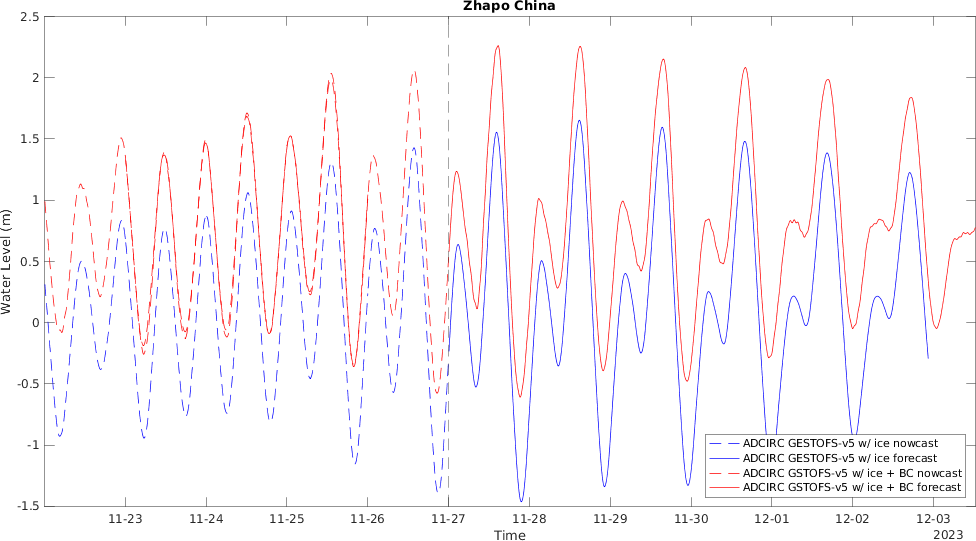 Zhapo China
2.5
2
1.5
1
0.5
0
-0.5
-1
-1.5
Water Level (m)
11-23 11-24 11-25 11-26 11-27 11-28 11-29 11-30 12-01 12-02 12-03
Time
2023
ADCIRC GESTOFS-v5 w/ ice nowcast
ADCIRC GESTOFS-v5 w/ ice forecast
ADCIRC GSTOFS-v5 w/ ice + BC nowcast
ADCIRC GSTOFS-v5 w/ ice + BC forecast